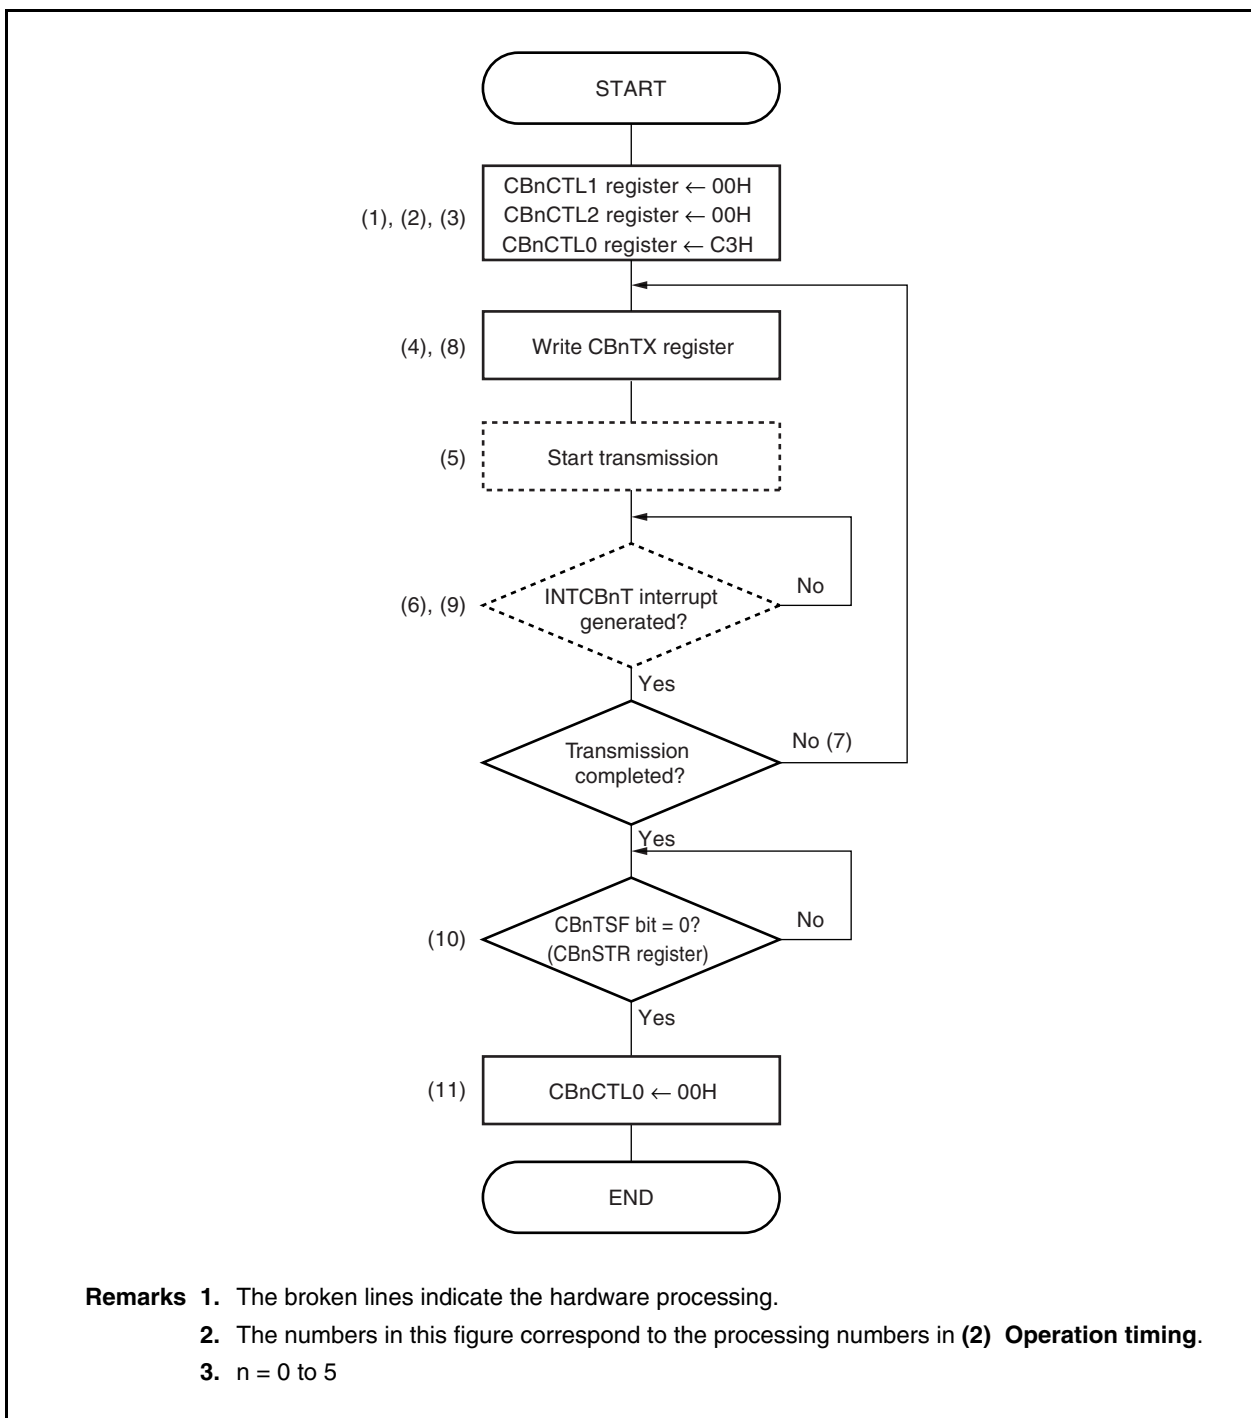 START
CBnCTL1 register ← 00H
CBnCTL2 register ← 00H
(1), (2), (3)
CBnCTL0 register ← C3H
(4), (8)
Write CBnTX register
(5)
Start transmission
(6), (9)
INTCBnT interrupt
generated?
No
Yes
Transmission
completed?
No (7)
Yes
(10)
CBnTSF bit = 0?
(CBnSTR register)
No
Yes
(11)
CBnCTL0 ← 00H
END
Remarks 1. The broken lines indicate the hardware processing.
2. The numbers in this figure correspond to the processing numbers in (2) Operation timing.
3. n = 0 to 5